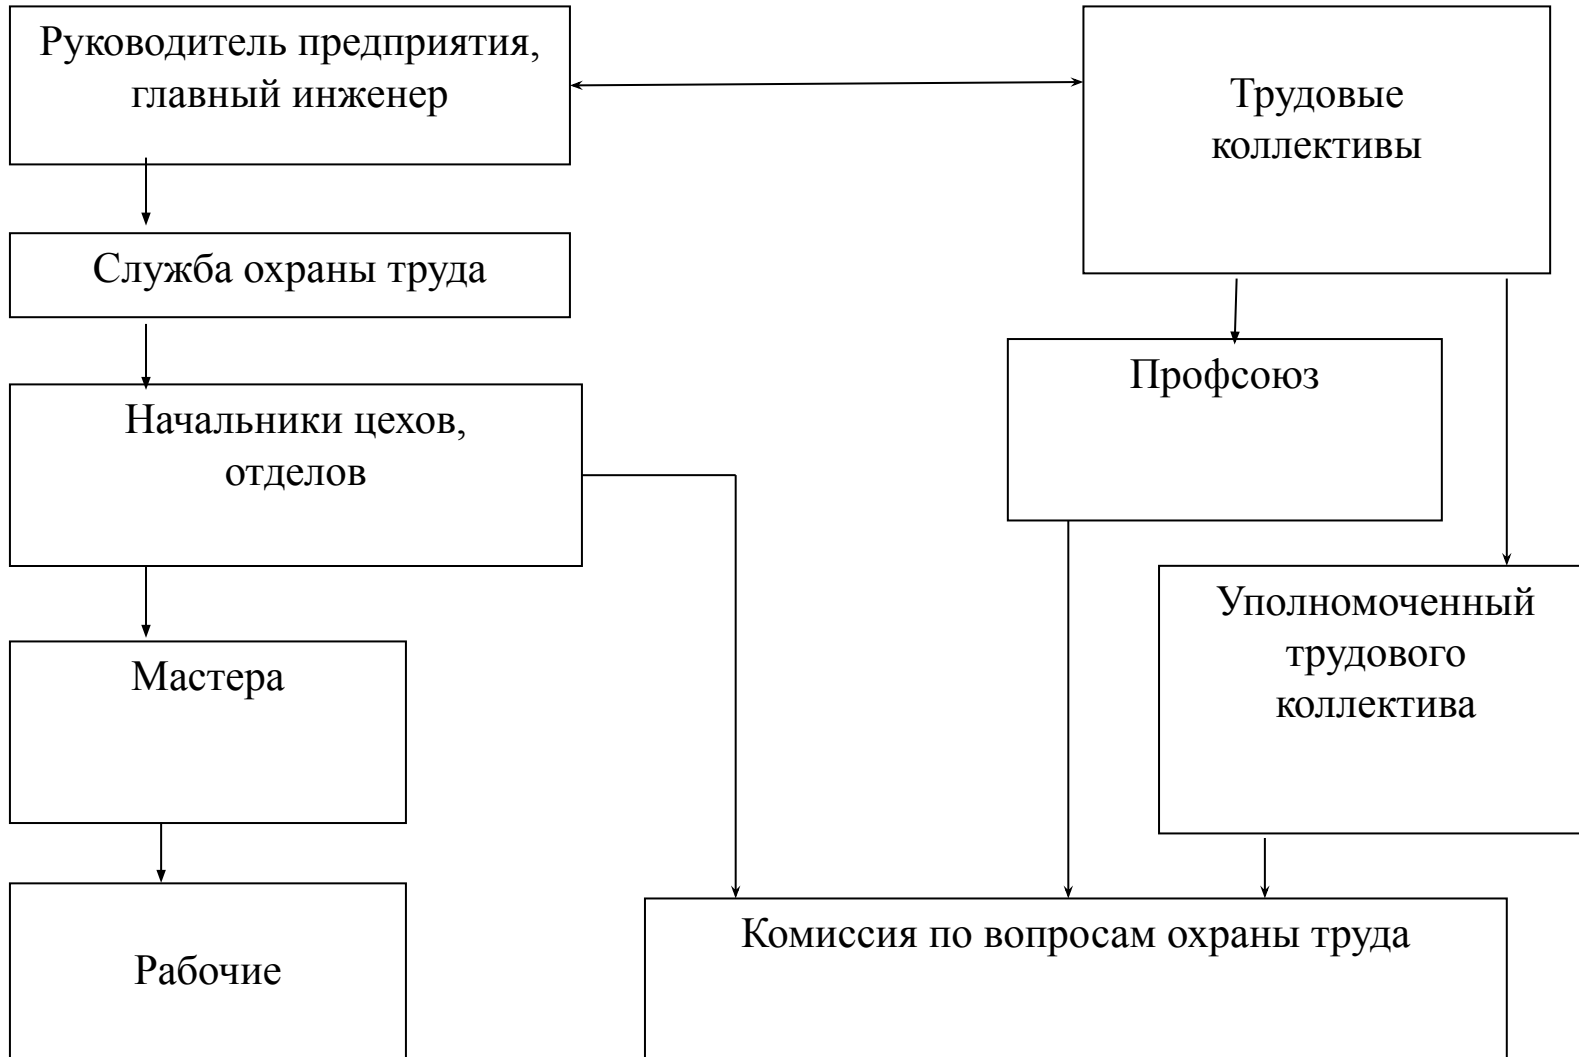 Руководитель предприятия,
главный инженер
Трудовые
коллективы
Служба охраны труда
Профсоюз
Начальники цехов,
отделов
Уполномоченный
трудового
коллектива
Мастера
Комиссия по вопросам охраны труда
Рабочие